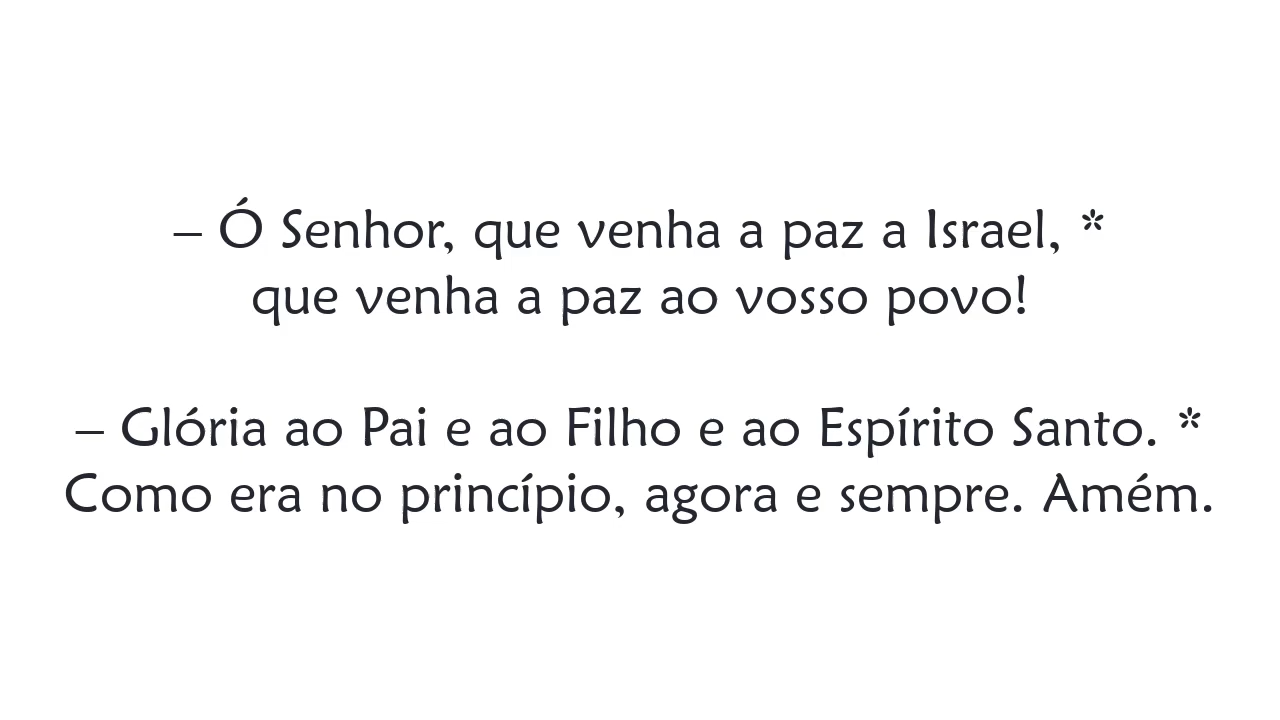 – Ó Senhor, que venha a paz a Israel, *
que venha a paz ao vosso povo!
– Glória ao Pai e ao Filho e ao Espírito Santo. *
Como era no princípio, agora e sempre. Amém.